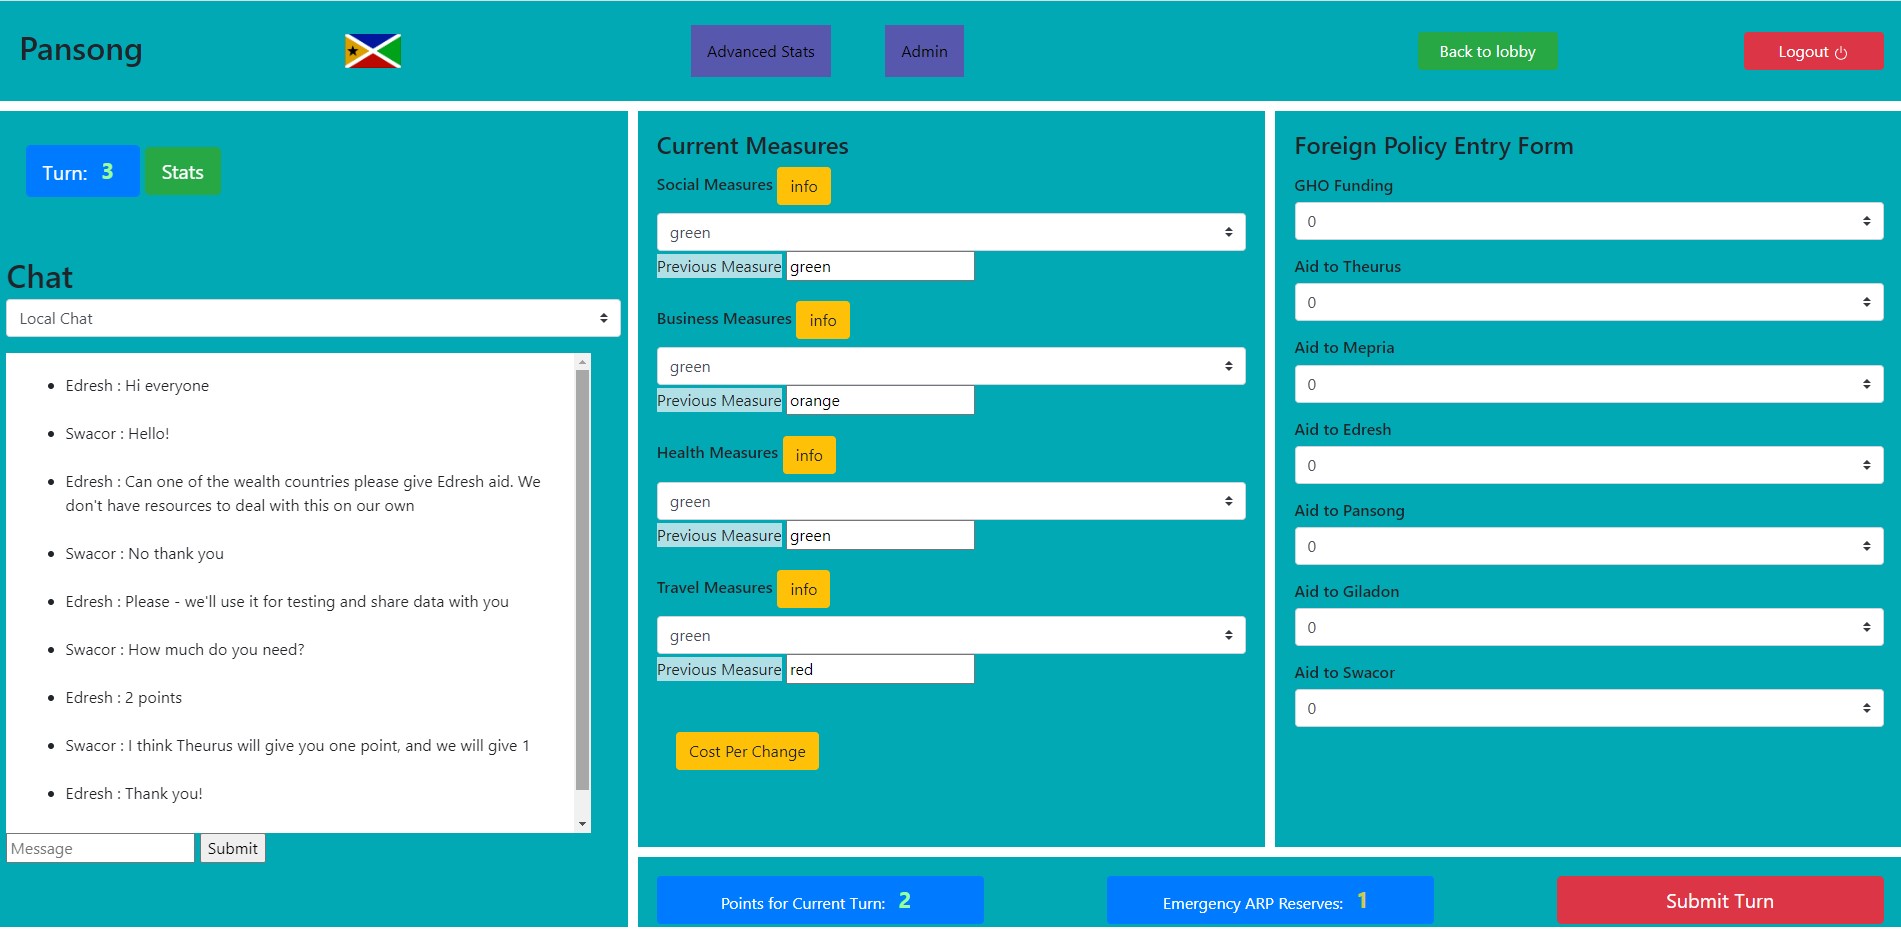 Pansong
Advanced Stats
Admin
Back to lobby
Logout
Turn: 3
Stats
Chat
Local Chat
Edresh : Hi everyone
Swacor : Hello!
Edresh : Can one of the wealth countries please give Edresh aid. We
don't have resources to deal with this on our own
Swacor : No thank you
Edresh : Please - we'll use it for testing and share data with you
Swacor : How much do you need?
Edresh : 2 points
Swacor : I think Theurus will give you one point, and we will give 1
Edresh : Thank you!
Message
Submit
Current Measures
Social Measures info
green
Previous Measure green
Business Measures info
green
Previous Measure orange
Health Measures info
green
Previous Measure green
Travel Measures info
green
Previous Measure red
Cost Per Change
Foreign Policy Entry Form
GHO Funding
0
Aid to Theurus
0
Aid to Mepria
0
Aid to Edresh
0
Aid to Pansong
0
Aid to Giladon
0
Aid to Swacor
0
Points for Current Turn: 2
Emergency ARP Reserves: 1
Submit Turn